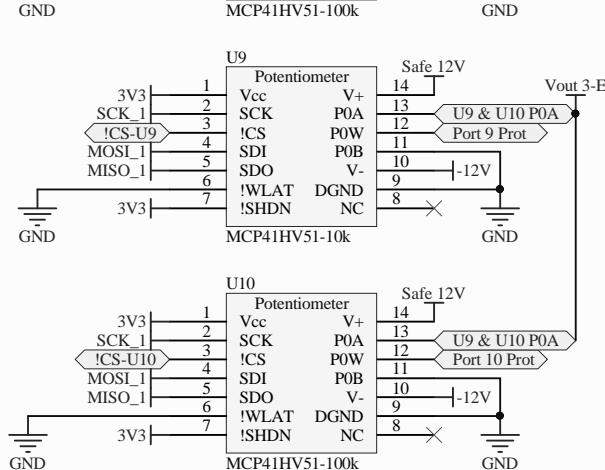 MCP41HV51-100k
GND GND
U9
Safe 12V
Potentiometer
Vout 3-E
3V3 1 Vcc V+ 14
SCK_1 2 SCK P0A 13 U9 & U10 P0A
!CS-U9 3 !CS P0W 12 Port 9 Prot
MOSI_1 4 SDI P0B 11
MISO_1 5 SDO V- 10 -12V
6 !WLAT DGND 9
3V3 7 !SHDN NC 8
GND MCP41HV51-10k GND
U10
Safe 12V
Potentiometer
3V3 1 Vcc V+ 14
SCK_1 2 SCK P0A 13 U9 & U10 P0A
!CS-U10 3 !CS P0W 12 Port 10 Prot
MOSI_1 4 SDI P0B 11
MISO_1 5 SDO V- 10 -12V
6 !WLAT DGND 9
3V3 7 !SHDN NC 8
GND MCP41HV51-100k GND